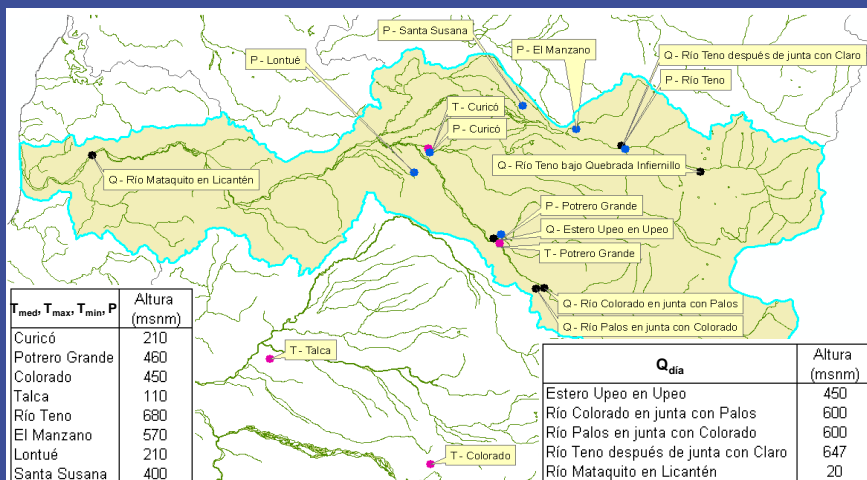 P - Santa Susana
P - El Manzano
P - Lontué
Q - Río Teno después de junta con Claro
P - Río Teno
T - Curicó
P - Curicó
Q - Río Teno bajo Quebrada Infiernillo
Q - Río Mataquito en Licantén
P - Potrero Grande
Q - Estero Upeo en Upeo
T - Potrero Grande
Q - Río Colorado en junta con Palos
Q - Río Palos en junta con Colorado
T - Talca
T - Colorado
Tmed, Tmax, Tmin, P Altura
(msnm)
Curicó 210
Potrero Grande 460
Colorado 450
Talca 110
Río Teno 680
El Manzano 570
Lontué 210
Santa Susana 400
Qdía Altura
(msnm)
Estero Upeo en Upeo 450
Río Colorado en junta con Palos 600
Río Palos en junta con Colorado 600
Río Teno después de junta con Claro 647
Río Mataquito en Licantén 20